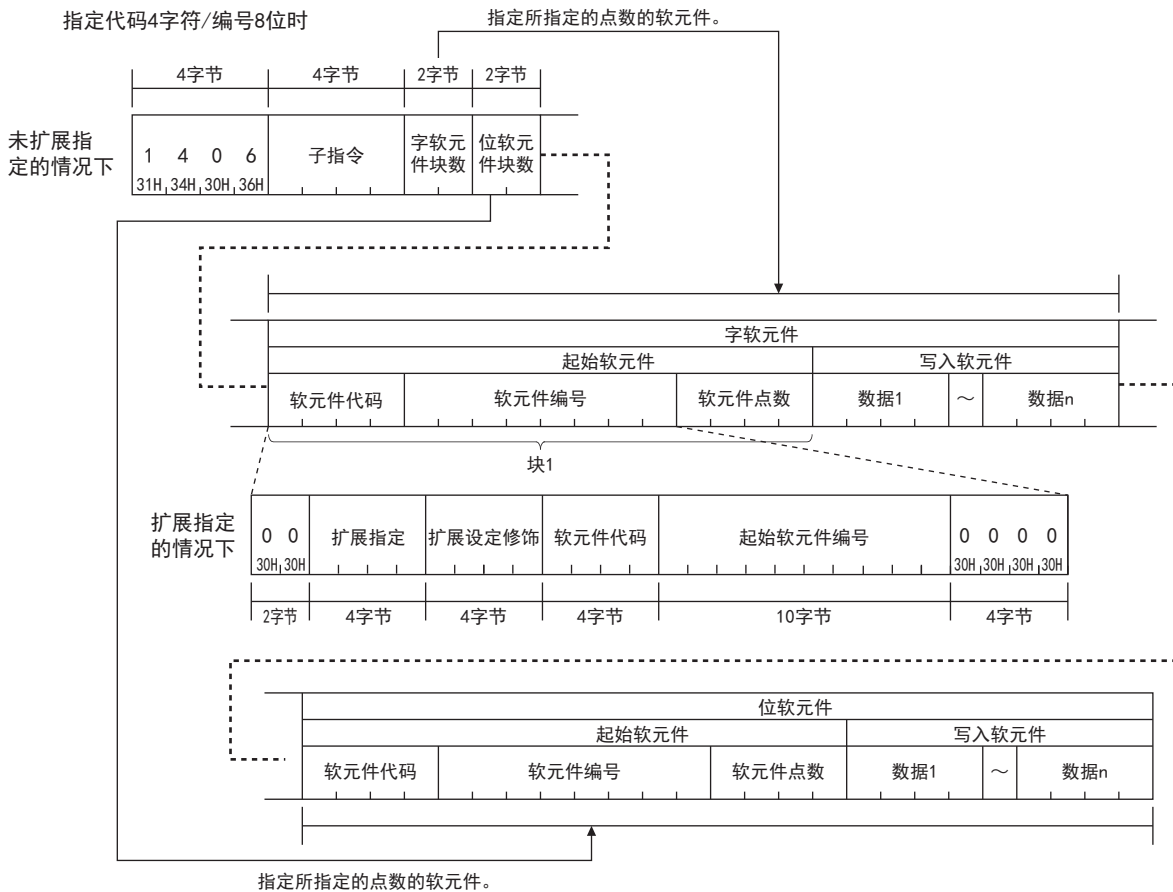 指定代码4字符/编号8位时
指定所指定的点数的软元件。
4字节 4字节 2字节 2字节
未扩展指
定的情况下
1 4 0 6 子指令 字软元
件块数 位软元
件块数
31H 34H 30H 36H
字软元件
起始软元件 写入软元件
软元件代码 软元件编号 软元件点数 数据1 ～ 数据n
块1
扩展指定
的情况下
0 0 扩展指定 扩展设定修饰 软元件代码 起始软元件编号 0 0 0 0
30H 30H 30H 30H 30H 30H
2字节 4字节 4字节 4字节 10字节 4字节
位软元件
起始软元件 写入软元件
软元件代码 软元件编号 软元件点数 数据1 ～ 数据n
指定所指定的点数的软元件。